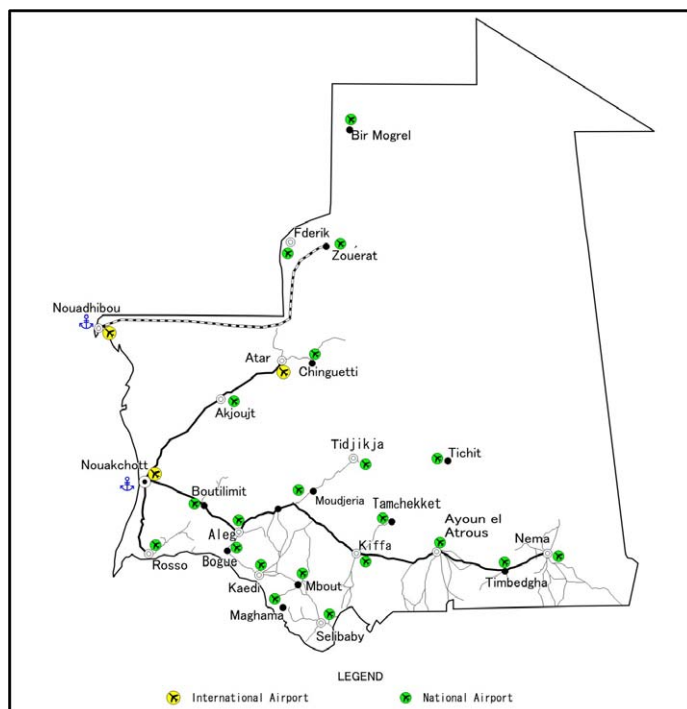 Bir Mogrel
Fderik
Zouérat
Nouadhibou
Atar
Chinguetti
Akjoujt
Nouakchott
Tidjikja
Tichit
Boutilimit
Moudjeria
Tamchekket
Ayoun el
Atrous
Aleg
Nema
Rosso
Bogue
Kiffa
Timbedgha
Kaedi
Mbout
Maghama
Selibaby
LEGEND
International Airport
National Airport